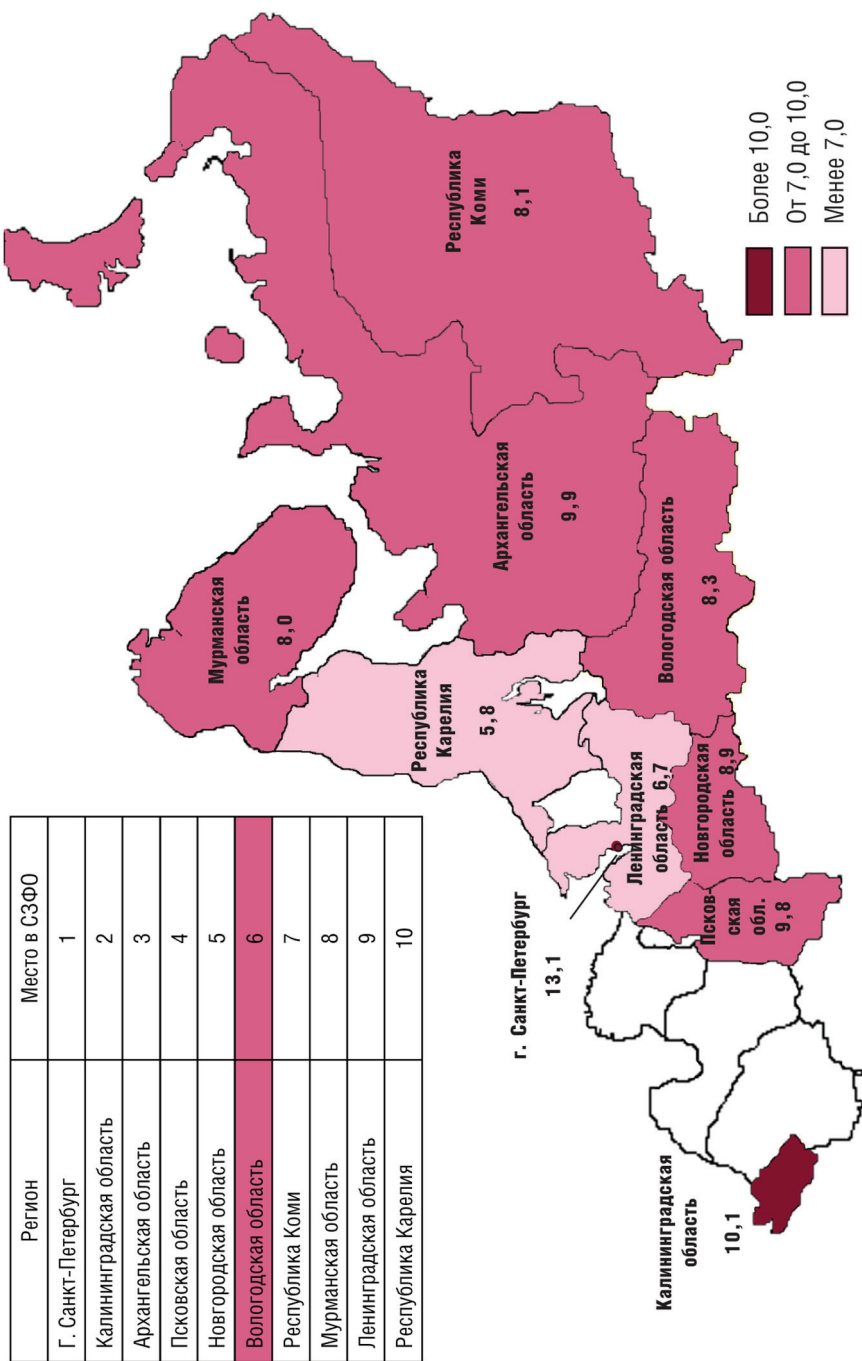 Регион Место в СЗФО
Г. Санкт-Петербург 1
Калининградская область 2
Архангельская область 3
Псковская область 4
Новгородская область 5
Вологодская область 6
Республика Коми 7
Мурманская область 8
Ленинградская область 9
Республика Карелия 10
Мурманская
область
8,0
Республика
Карелия
5,8
Архангельская
область
9,9
Республика
Коми
8,1
Вологодская область
8,3
г. Санкт-Петербург
13,1
Ленинградская
область 6,7
Новгородская
область 8,9
Псков-
ская
обл.
9,8
Калининградская
область
10,1
Более 10,0
От 7,0 до 10,0
Менее 7,0